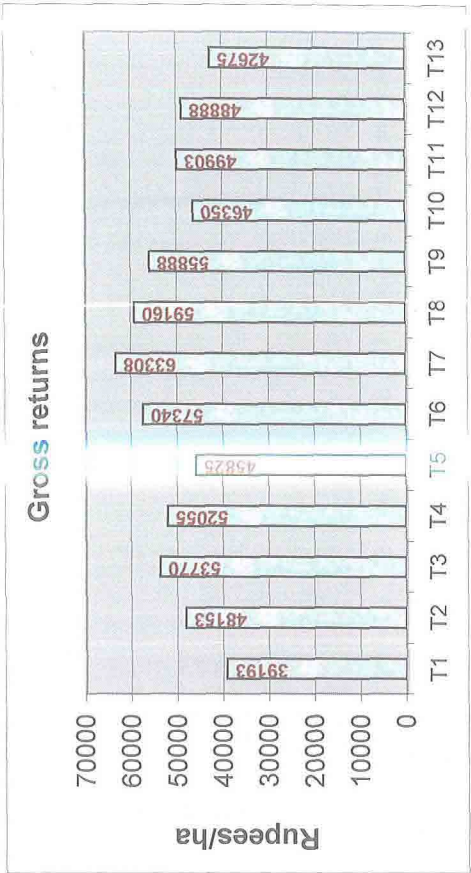 Gross returns
Rupees/ha
70000
60000
50000
40000
30000
20000
10000
0
39193
48153
53770
52055
45825
57340
63308
59160
55888
46350
49903
48888
42675
T1
T2
T3
T4
T5
T6
T7
T8
T9
T10
T11
T12
T13